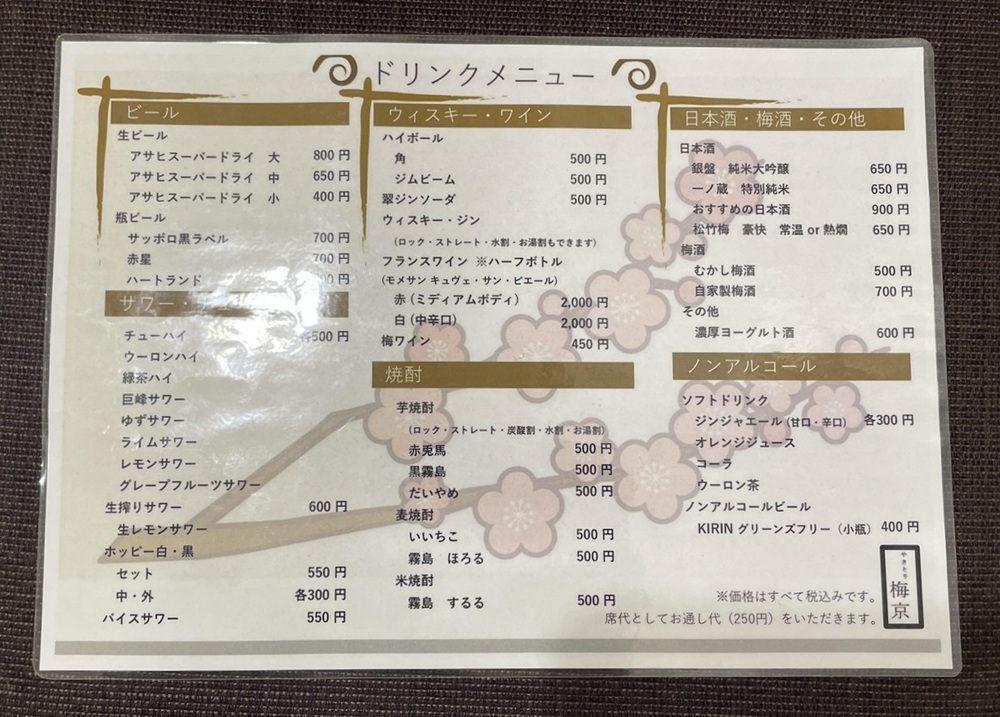 ドリンクメニュー
ビール
生ビール
アサヒスーパードライ 大 800円
アサヒスーパードライ 中 650円
アサヒスーパードライ 小 400円
瓶ビール
サッポロ黒ラベル 700円
赤星 700円
ハートランド
サワー・
チューハイ 各500円
ウーロンハイ
緑茶ハイ
巨峰サワー
ゆずサワー
ライムサワー
レモンサワー
グレープフルーツサワー
生搾りサワー 600円
生レモンサワー
ホッピー白・黒
セット 550円
中・外 各300円
バイスサワー 550円
ウィスキー・ワイン
ハイボール
角 500円
ジムビーム 500円
翠ジンソーダ 500円
ウィスキー・ジン
(ロック・ストレート・水割・お湯割もできます)
フランスワイン ※ハーフボトル
(モメサン キュヴェ・サン・ピエール)
赤(ミディアムボディ) 2,000円
白(中辛口) 2,000円
梅ワイン 450円
焼酎
芋焼酎
(ロック・ストレート・炭酸割・水割・お湯割)
赤兎馬 500円
黒霧島 500円
だいやめ 500円
麦焼酎
いいちこ 500円
霧島 ほろる 500円
米焼酎
霧島 するる 500円
日本酒・梅酒・その他
日本酒
銀盤 純米大吟醸 650円
一ノ蔵 特別純米 650円
おすすめの日本酒 900円
松竹梅 豪快 常温 or 熱燗 650円
梅酒
むかし梅酒 500円
自家製梅酒 700円
その他
濃厚ヨーグルト酒 600円
ノンアルコール
ソフトドリンク
ジンジャエール(甘口・辛口) 各300円
オレンジジュース
コーラ
ウーロン茶
ノンアルコールビール
KIRIN グリーンズフリー(小瓶) 400円
※価格はすべて税込みです。
席代としてお通し代(250円)をいただきます。
やきとり
梅京